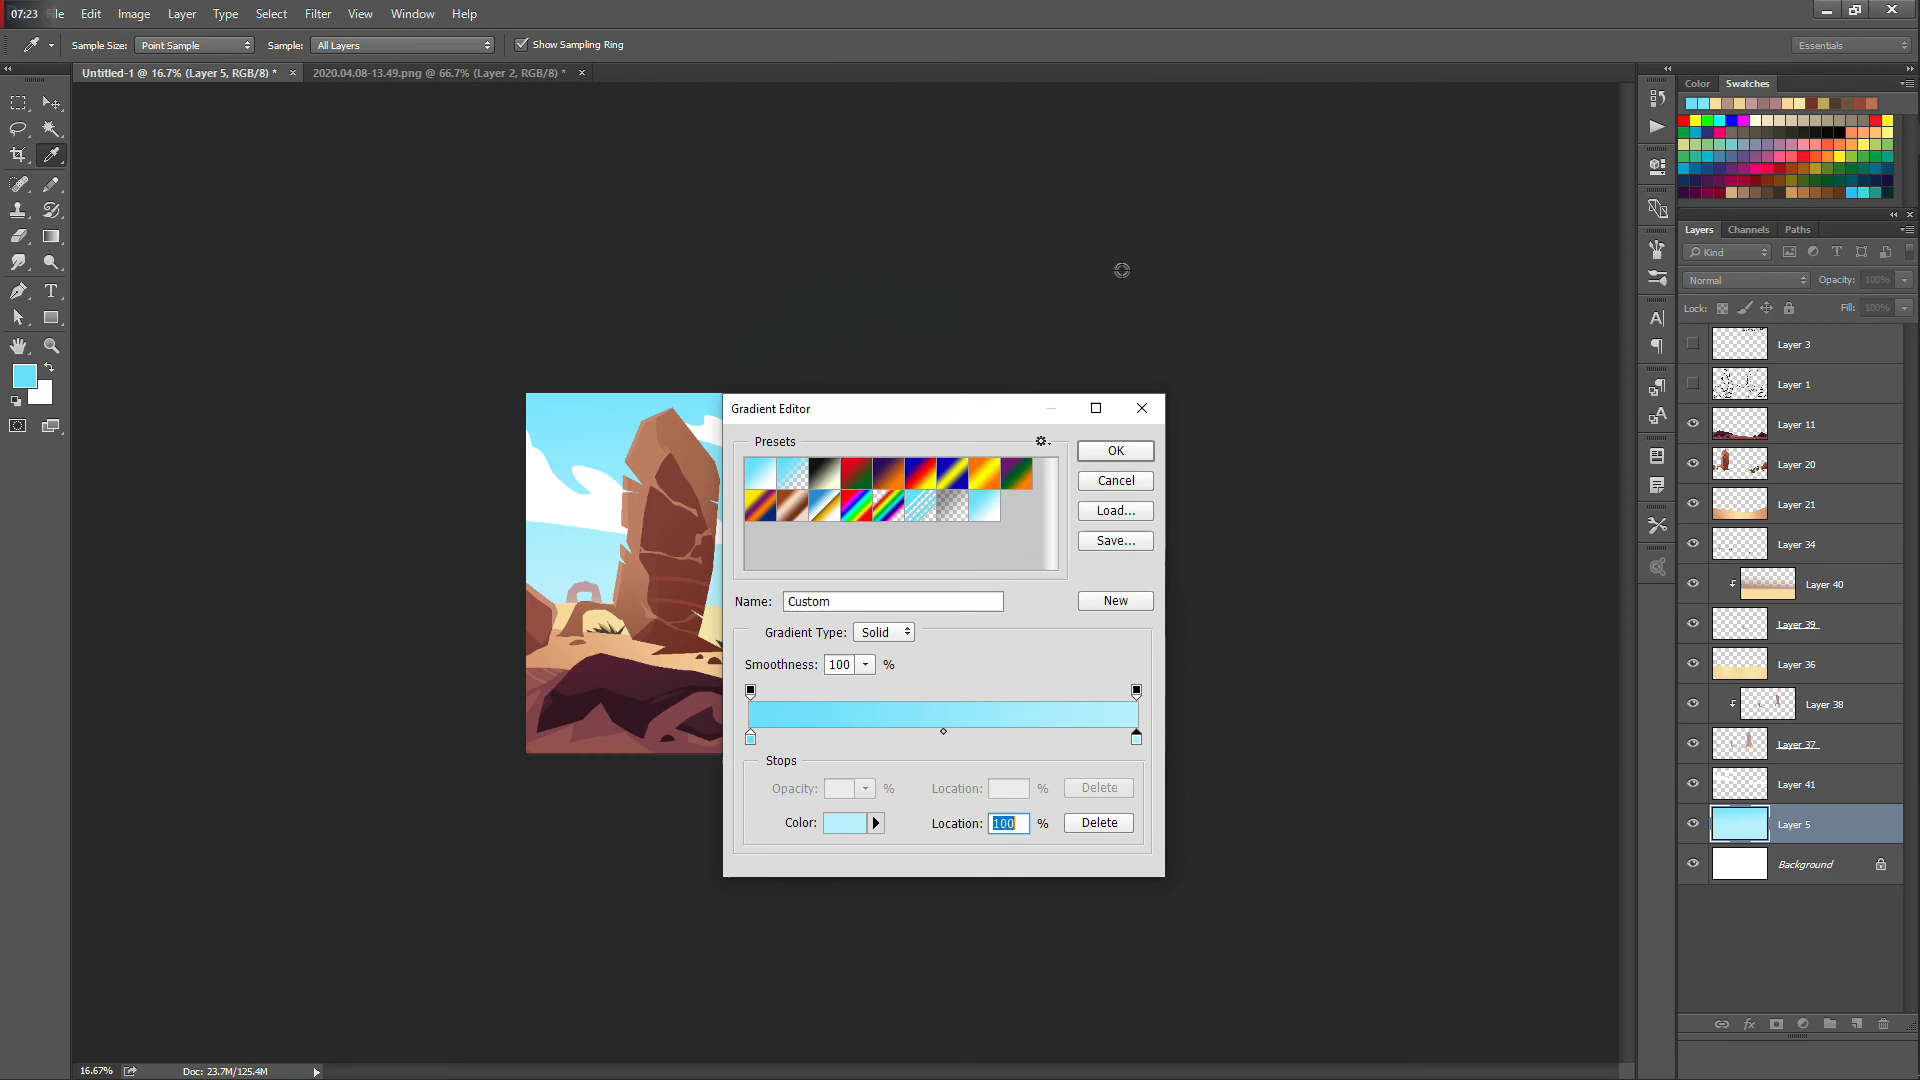 07:23 File Edit Image Layer Type Select Filter View Window Help
Sample Size: Point Sample Sample: All Layers Show Sampling Ring Essentials
Untitled-1 @ 16.7% (Layer 5, RGB/8) * × 2020.04.08-13.49.png @ 66.7% (Layer 2, RGB/8) * ×
Color Swatches
Layers Channels Paths
Kind
Normal Opacity: 100%
Lock: Fill: 100%
Layer 3
Layer 1
Layer 11
Layer 20
Layer 21
Layer 34
Layer 40
Layer 39
Layer 36
Layer 38
Layer 37
Layer 41
Layer 5
Background
Gradient Editor
Presets
OK
Cancel
Load...
Save...
Name: Custom New
Gradient Type: Solid
Smoothness: 100 %
Stops
Opacity: % Location: % Delete
Color: Location: 100 % Delete
16.67% Doc: 23.7M/125.4M